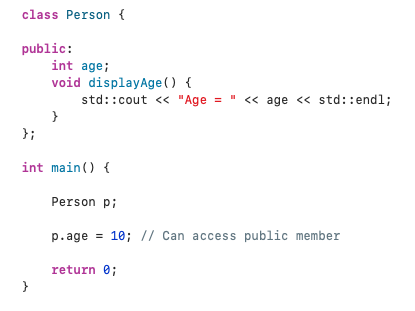 class Person {
public:
    int age;
    void displayAge() {
        std::cout << "Age = " << age << std::endl;
    }
};
int main() {
    Person p;
    p.age = 10; // Can access public member
    return 0;
}